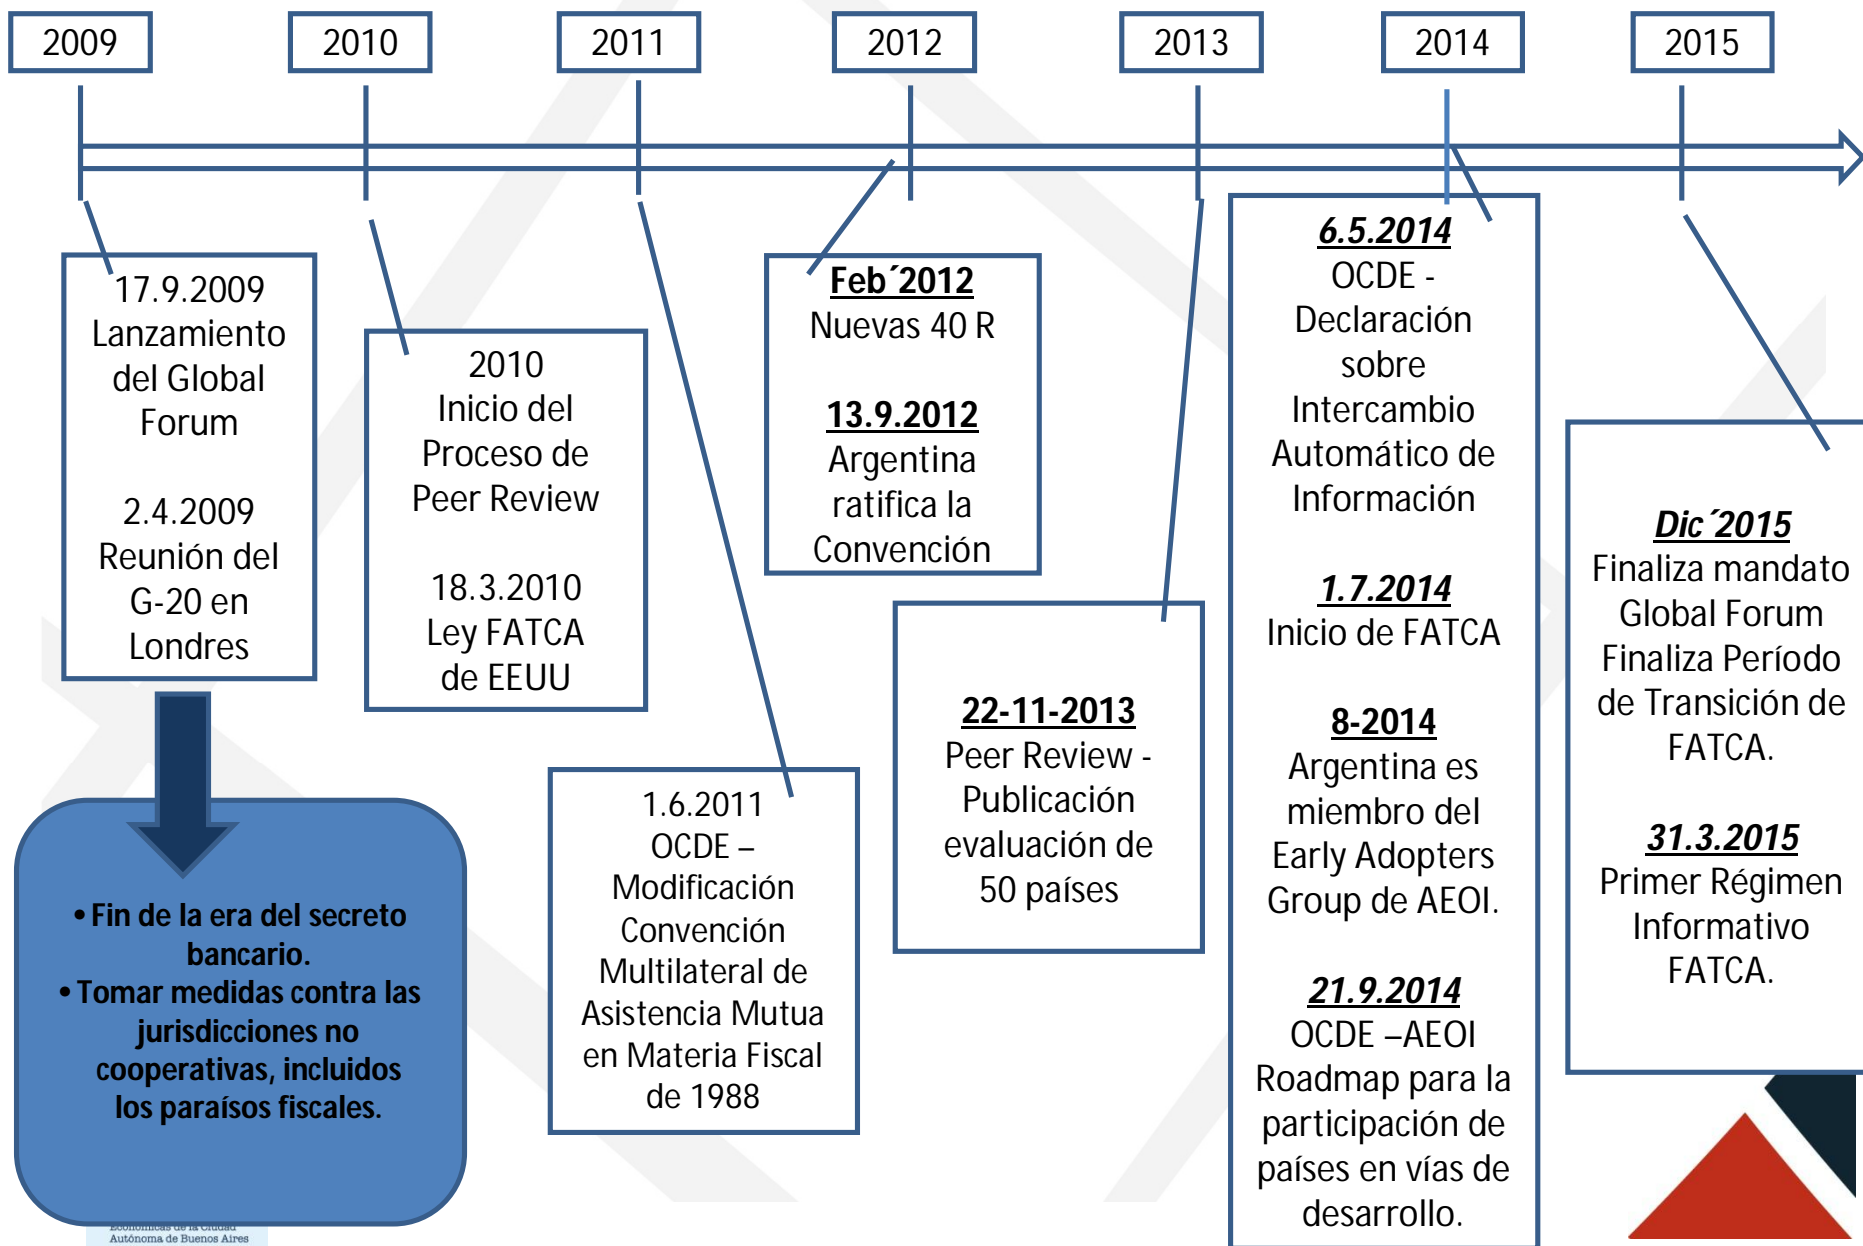 2009
2010
2011
2012
2013
2014
2015
17.9.2009
Lanzamiento
del Global
Forum
2.4.2009
Reunión del
G-20 en
Londres
• Fin de la era del secreto
bancario.
• Tomar medidas contra las
jurisdicciones no
cooperativas, incluidos
los paraísos fiscales.
2010
Inicio del
Proceso de
Peer Review
18.3.2010
Ley FATCA
de EEUU
1.6.2011
OCDE –
Modificación
Convención
Multilateral de
Asistencia Mutua
en Materia Fiscal
de 1988
Feb´2012
Nuevas 40 R
13.9.2012
Argentina
ratifica la
Convención
22-11-2013
Peer Review -
Publicación
evaluación de
50 países
6.5.2014
OCDE -
Declaración
sobre
Intercambio
Automático de
Información
1.7.2014
Inicio de FATCA
8-2014
Argentina es
miembro del
Early Adopters
Group de AEOI.
21.9.2014
OCDE –AEOI
Roadmap para la
participación de
países en vías de
desarrollo.
Dic´2015
Finaliza mandato
Global Forum
Finaliza Período
de Transición de
FATCA.
31.3.2015
Primer Régimen
Informativo
FATCA.
Económicas de la Ciudad
Autónoma de Buenos Aires